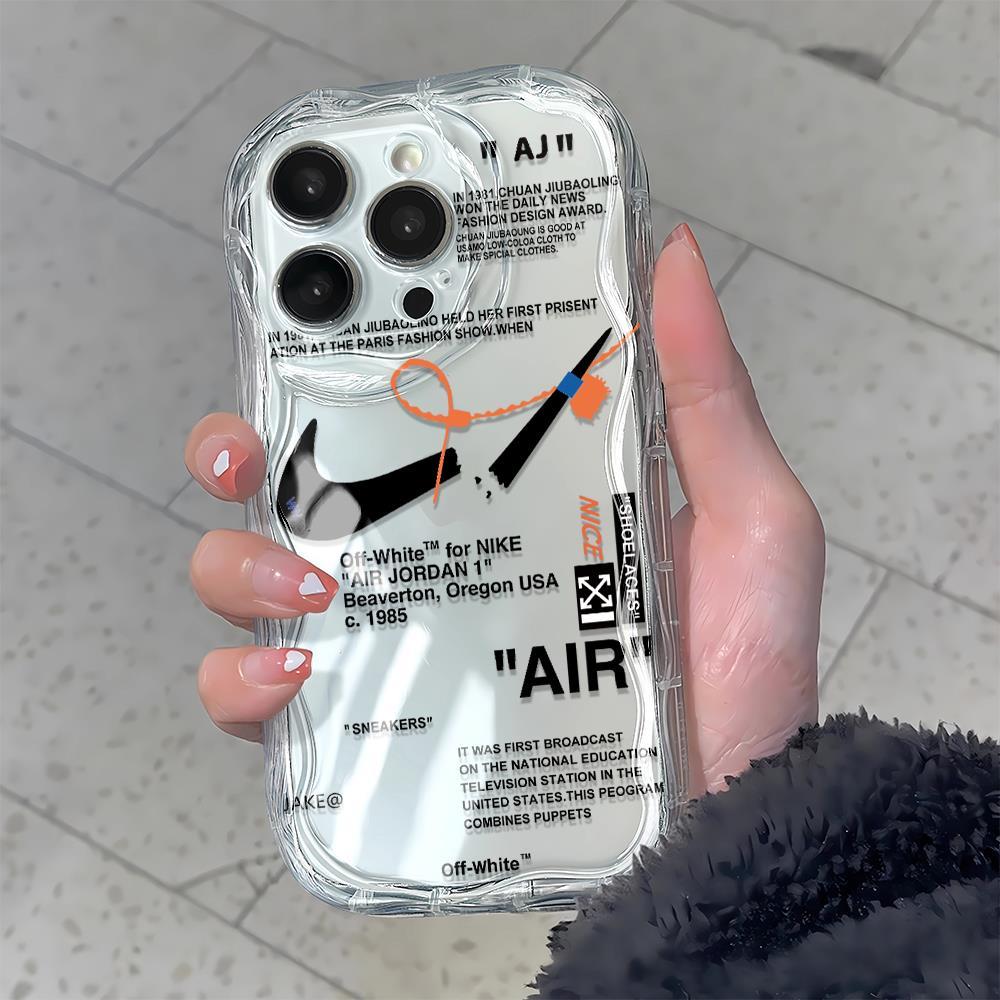 " AJ "
IN 1981 CHUAN JIUBAOLING
WON THE DAILY NEWS
FASHION DESIGN AWARD.
CHUAN JIUBAOUNG IS GOOD AT
USAMO LOW-COLOA CLOTH TO
MAKE SPICIAL CLOTHES.
JIUBAOLINO HELD HER FIRST PRISENT
ATION AT THE PARIS FASHION SHOW.WHEN
NICE
"SHOELACES"
Off-White™ for NIKE
"AIR JORDAN 1"
Beaverton, Oregon USA
c. 1985
"AIR"
"SNEAKERS"
IT WAS FIRST BROADCAST
ON THE NATIONAL EDUCATION
TELEVISION STATION IN THE
UNITED STATES.THIS PEOGRAM
COMBINES PUPPETS
JAKE@
Off-White™